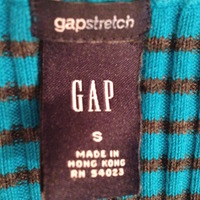 gapstretch
GAP
S
MADE IN
HONG KONG
RN 54023